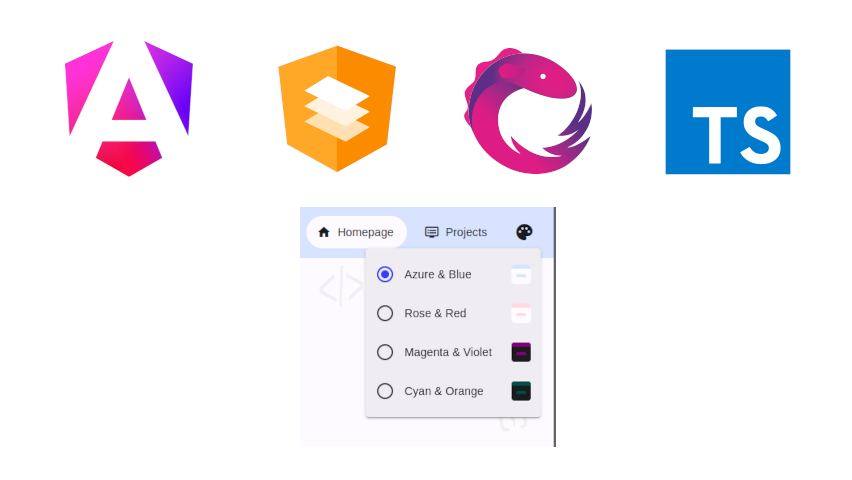 TS
Homepage
Projects
Azure & Blue
Rose & Red
Magenta & Violet
Cyan & Orange